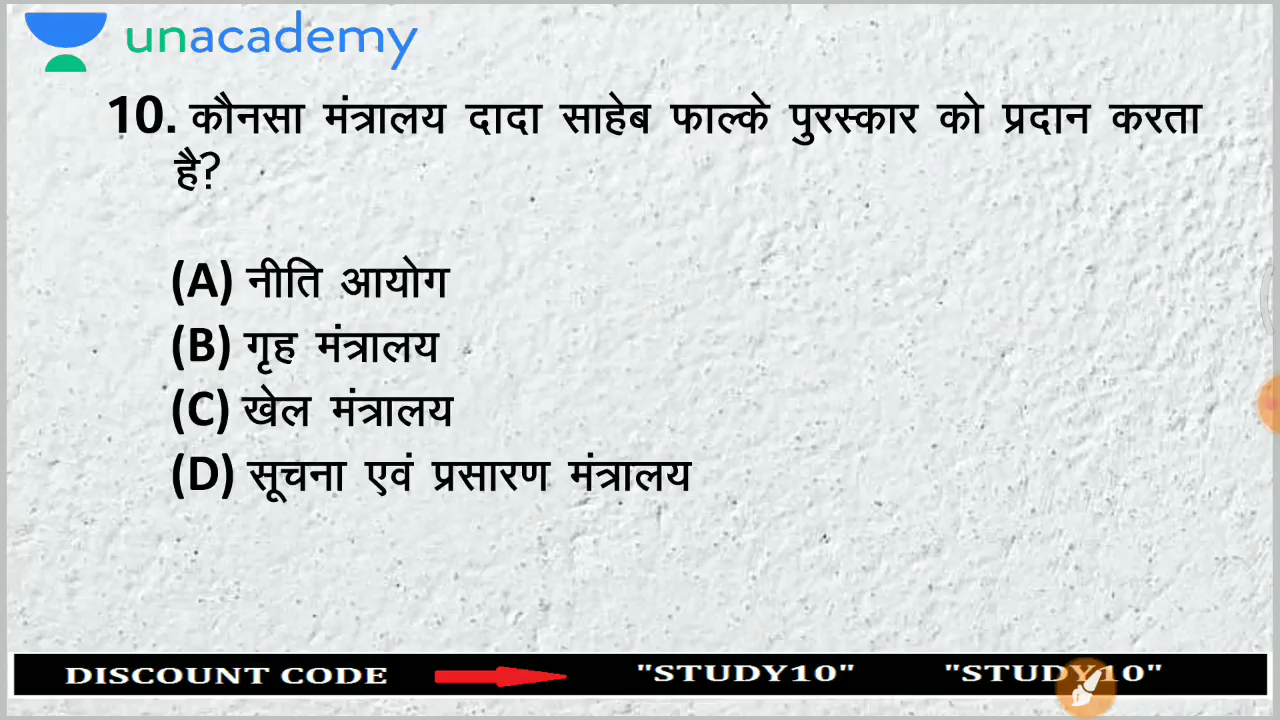 unacademy
10. कौनसा मंत्रालय दादा साहेब फाल्के पुरस्कार को प्रदान करता
है?
(A) नीति आयोग
(B) गृह मंत्रालय
(C) खेल मंत्रालय
(D) सूचना एवं प्रसारण मंत्रालय
DISCOUNT CODE "STUDY10" "STUDY10"